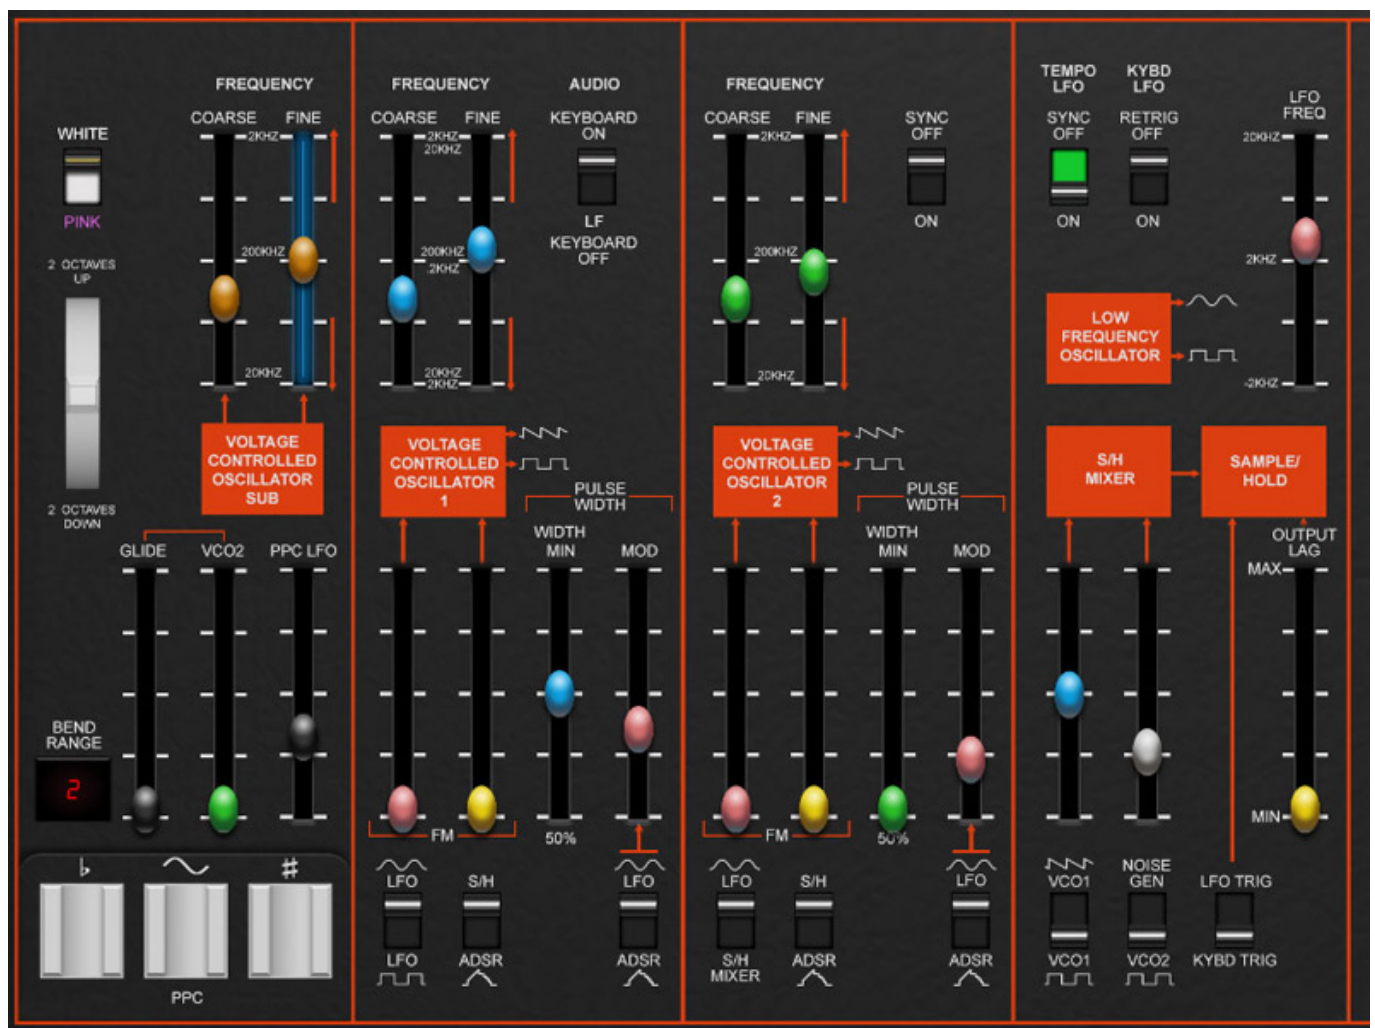 WHITE
PINK
2 OCTAVES
UP
2 OCTAVES
DOWN
FREQUENCY
COARSE FINE
2KHZ
200KHZ
20KHZ
VOLTAGE
CONTROLLED
OSCILLATOR
SUB
GLIDE VCO2 PPC LFO
BEND
RANGE
2
♭ ♯
PPC
FREQUENCY
COARSE FINE
2KHZ
20KHZ
200KHZ
.2KHZ
20KHZ
2KHZ
AUDIO
KEYBOARD
ON
LF
KEYBOARD
OFF
VOLTAGE
CONTROLLED
OSCILLATOR
1
PULSE
WIDTH
WIDTH
MIN
MOD
50%
FM
LFO S/H LFO
LFO ADSR ADSR
FREQUENCY
COARSE FINE
2KHZ
200KHZ
20KHZ
SYNC
OFF
ON
VOLTAGE
CONTROLLED
OSCILLATOR
2
PULSE
WIDTH
WIDTH
MIN
MOD
50%
FM
LFO S/H LFO
S/H
MIXER
ADSR ADSR
TEMPO
LFO
SYNC
OFF
ON
KYBD
LFO
RETRIG
OFF
ON
LFO
FREQ
20KHZ
2KHZ
-2KHZ
LOW
FREQUENCY
OSCILLATOR
S/H
MIXER
SAMPLE/
HOLD
OUTPUT
LAG
MAX
MIN
VCO1
NOISE
GEN
LFO TRIG
VCO1 VCO2 KYBD TRIG